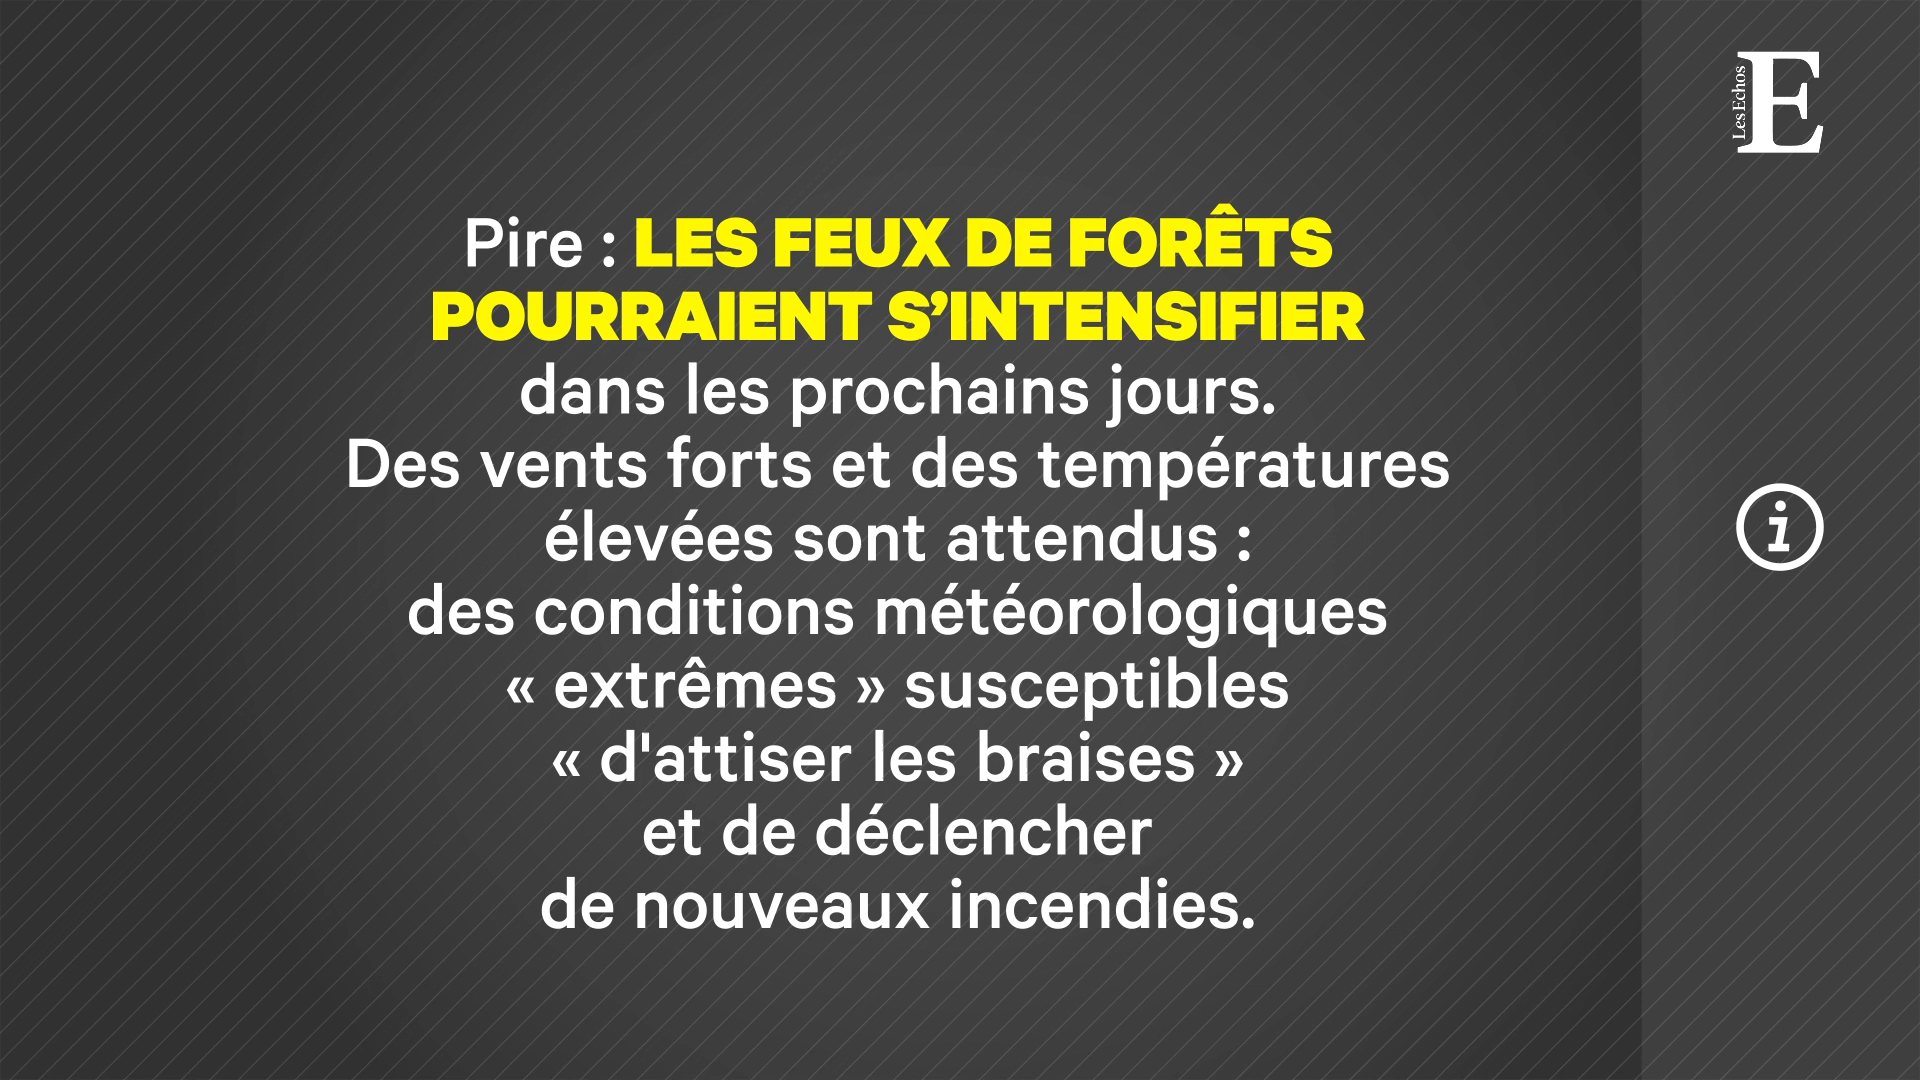 Les Echos
E
Pire : LES FEUX DE FORÊTS
POURRAIENT S’INTENSIFIER
dans les prochains jours.
Des vents forts et des températures
élevées sont attendus :
des conditions météorologiques
« extrêmes » susceptibles
« d'attiser les braises »
et de déclencher
de nouveaux incendies.
i